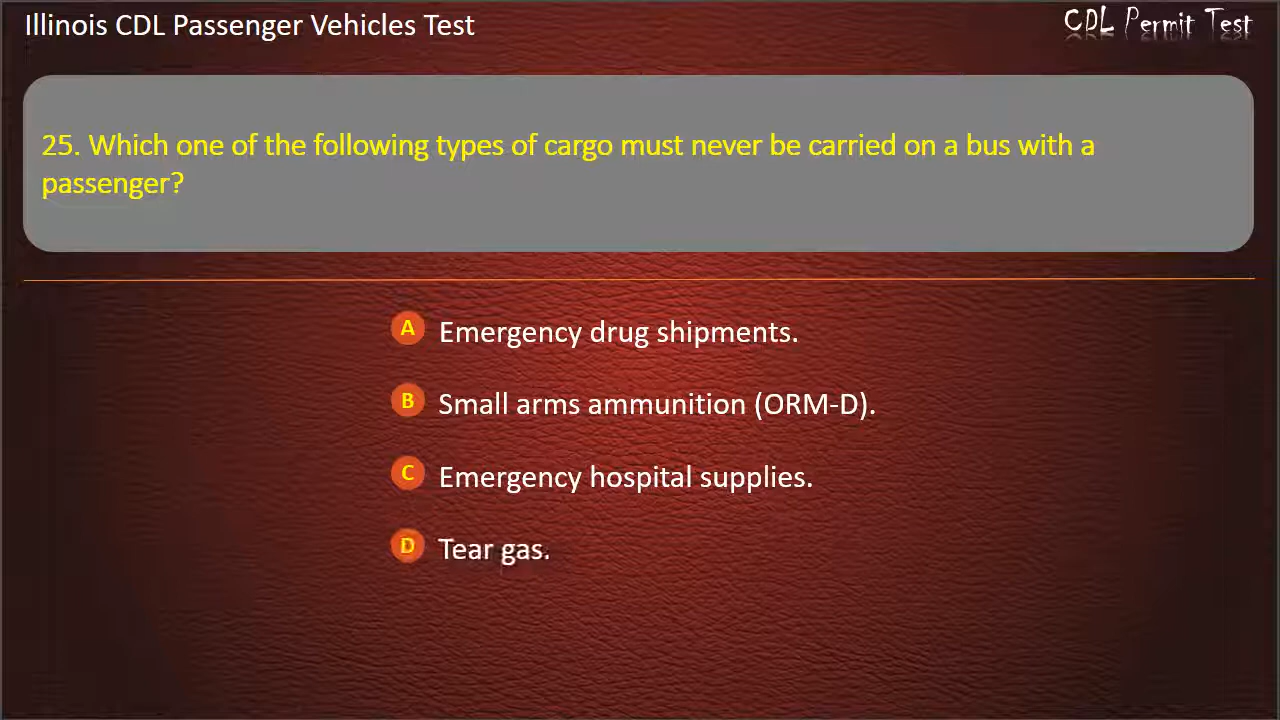 Illinois CDL Passenger Vehicles Test
CDL Permit Test
25. Which one of the following types of cargo must never be carried on a bus with a
passenger?
A Emergency drug shipments.
B Small arms ammunition (ORM-D).
C Emergency hospital supplies.
D Tear gas.